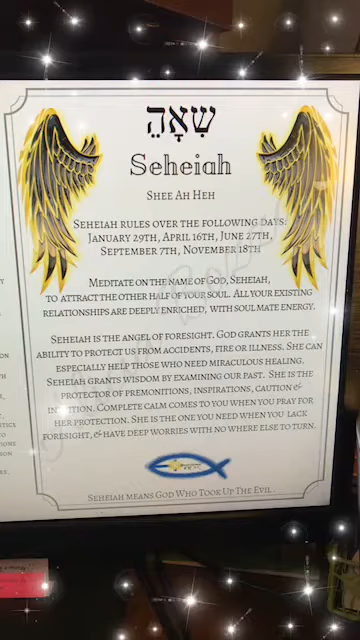 שִׂאָהֵ
Seheiah
Shee Ah Heh
Seheiah rules over the following days:
January 29th, April 16th, June 27th,
September 7th, November 18th
Meditate on the name of God, Seheiah,
to attract the other half of your soul. All your existing
relationships are deeply enriched, with soul mate energy.
Seheiah is the angel of foresight. God grants her the
ability to protect us from accidents, fire or illness. She can
especially help those who need miraculous healing.
Seheiah grants wisdom by examining our past. She is the
protector of premonitions, inspirations, caution &
intuition. Complete calm comes to you when you pray for
her protection. She is the one you need when you lack
foresight, & have deep worries with no where else to turn.
Seheiah means God Who Took Up The Evil.